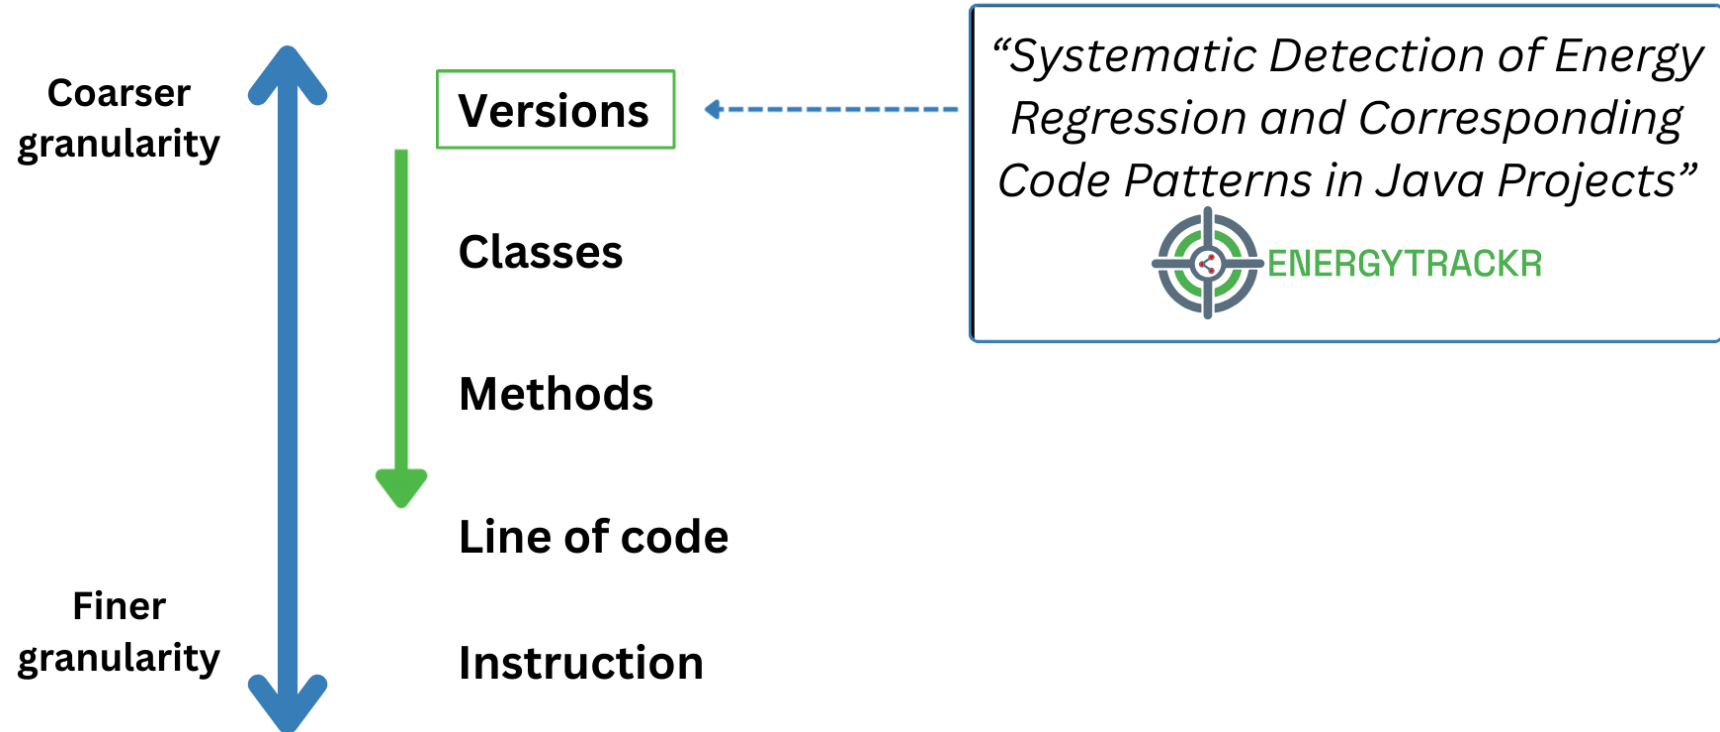 Coarser
granularity
Versions
Classes
Methods
Line of code
Instruction
Finer
granularity
“Systematic Detection of Energy
Regression and Corresponding
Code Patterns in Java Projects”
ENERGYTRACKR